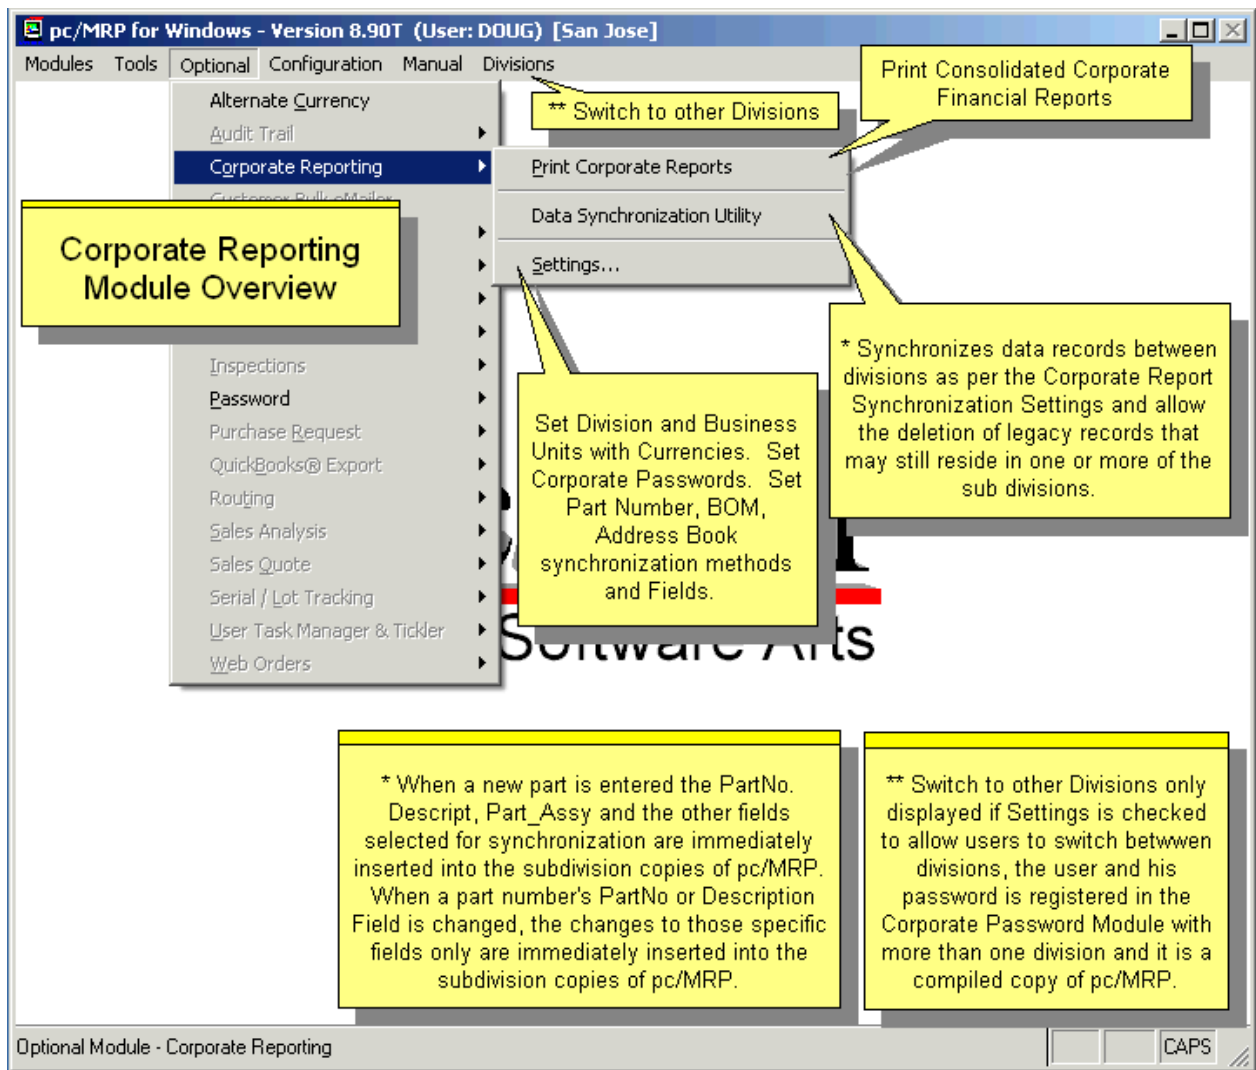 pc/MRP for Windows - Version 8.90T (User: DOUG) [San Jose]
Modules Tools Optional Configuration Manual Divisions
Print Consolidated Corporate
Financial Reports
** Switch to other Divisions
Alternate Currency
Audit Trail
Corporate Reporting
Customer Bulk eMailer
Print Corporate Reports
Data Synchronization Utility
Settings...
Corporate Reporting
Module Overview
Inspections
Password
Purchase Request
QuickBooks® Export
Routing
Sales Analysis
Sales Quote
Serial / Lot Tracking
User Task Manager & Tickler
Web Orders
Set Division and Business
Units with Currencies. Set
Corporate Passwords. Set
Part Number, BOM,
Address Book
synchronization methods
and Fields.
* Synchronizes data records between
divisions as per the Corporate Report
Synchronization Settings and allow
the deletion of legacy records that
may still reside in one or more of the
sub divisions.
Software Arts
* When a new part is entered the PartNo.
Descript, Part_Assy and the other fields
selected for synchronization are immediately
inserted into the subdivision copies of pc/MRP.
When a part number's PartNo or Description
Field is changed, the changes to those specific
fields only are immediately inserted into the
subdivision copies of pc/MRP.
** Switch to other Divisions only
displayed if Settings is checked
to allow users to switch betwwen
divisions, the user and his
password is registered in the
Corporate Password Module with
more than one division and it is a
compiled copy of pc/MRP.
Optional Module - Corporate Reporting
CAPS